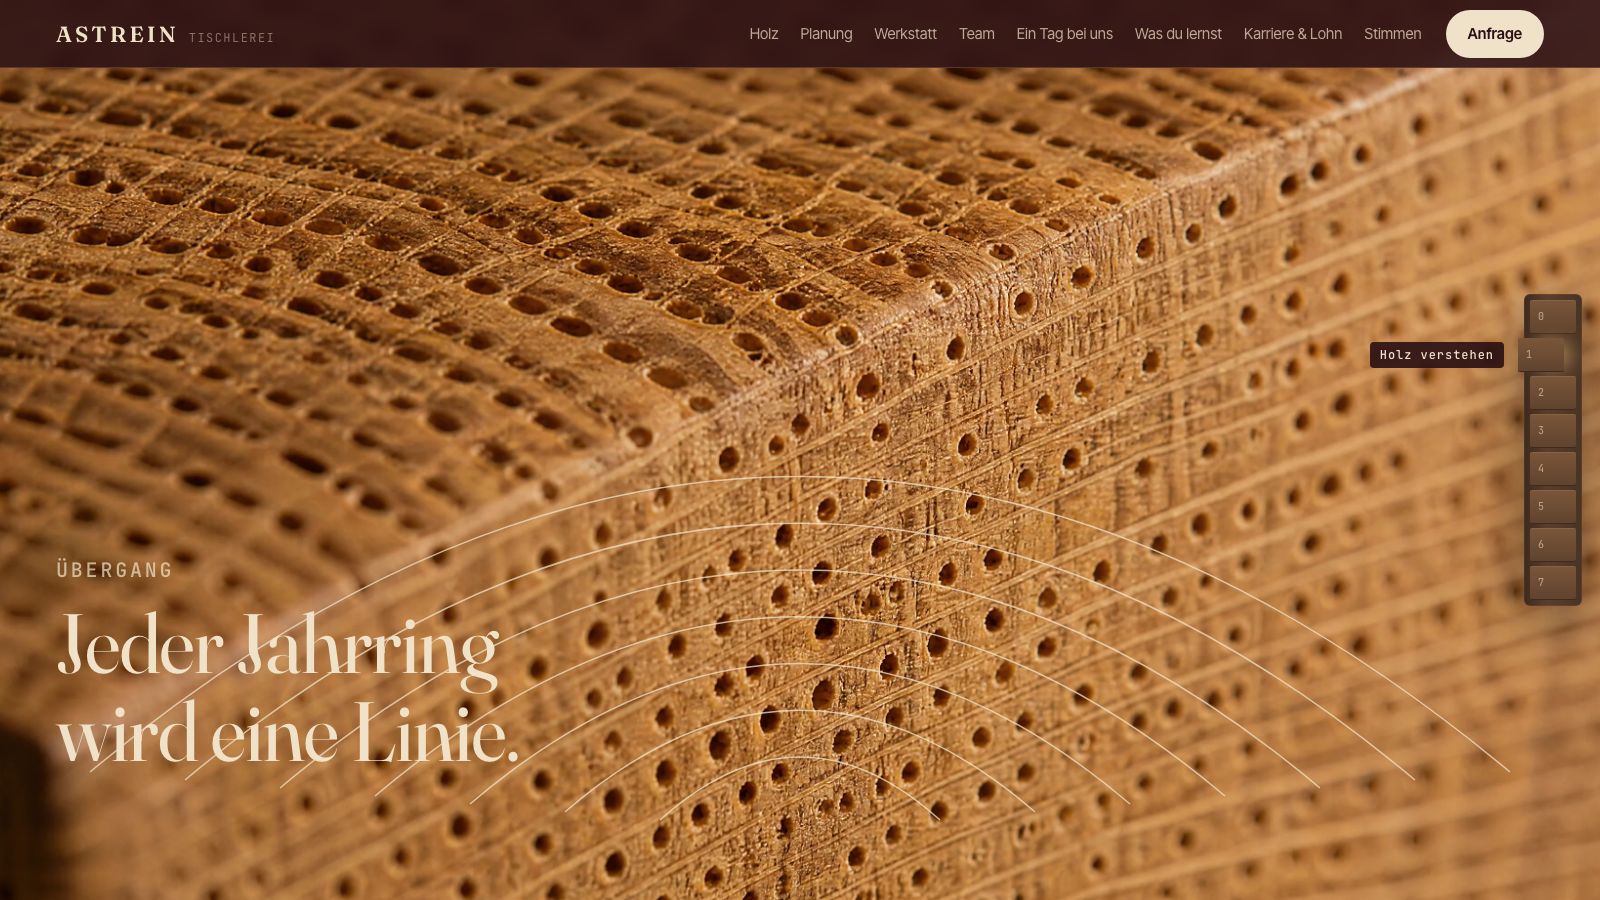 ASTREIN TISCHLEREI
Holz Planung Werkstatt Team Ein Tag bei uns Was du lernst Karriere & Lohn Stimmen Anfrage
0
Holz verstehen 1
2
3
4
5
6
7
ÜBERGANG
Jeder Jahrring
wird eine Linie.